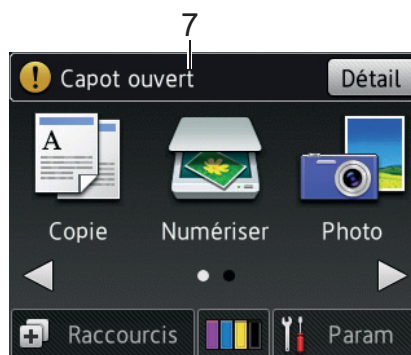 7
Capot ouvert Détail
A
Copie Numériser Photo
Raccourcis Param